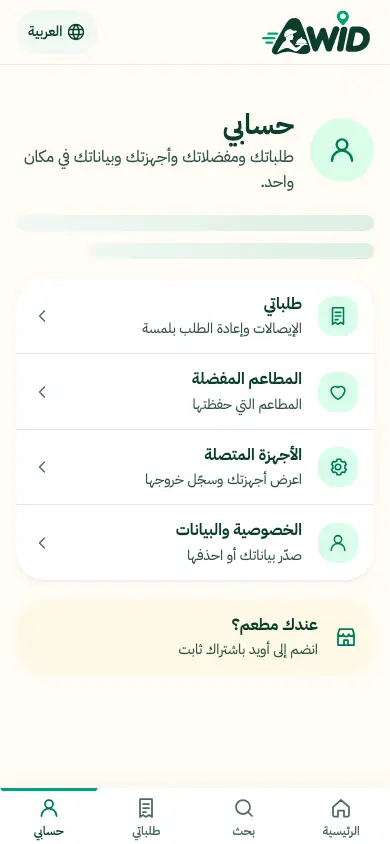 AWID
العربية
حسابي
طلباتك ومفضلاتك وأجهزتك وبياناتك في مكان
واحد.
طلباتي
الإيصالات وإعادة الطلب بلمسة
المطاعم المفضلة
المطاعم التي حفظتها
الأجهزة المتصلة
اعرض أجهزتك وسجّل خروجها
الخصوصية والبيانات
صدّر بياناتك أو احذفها
عندك مطعم؟
انضم إلى أويد باشتراك ثابت
الرئيسية
بحث
طلباتي
حسابي